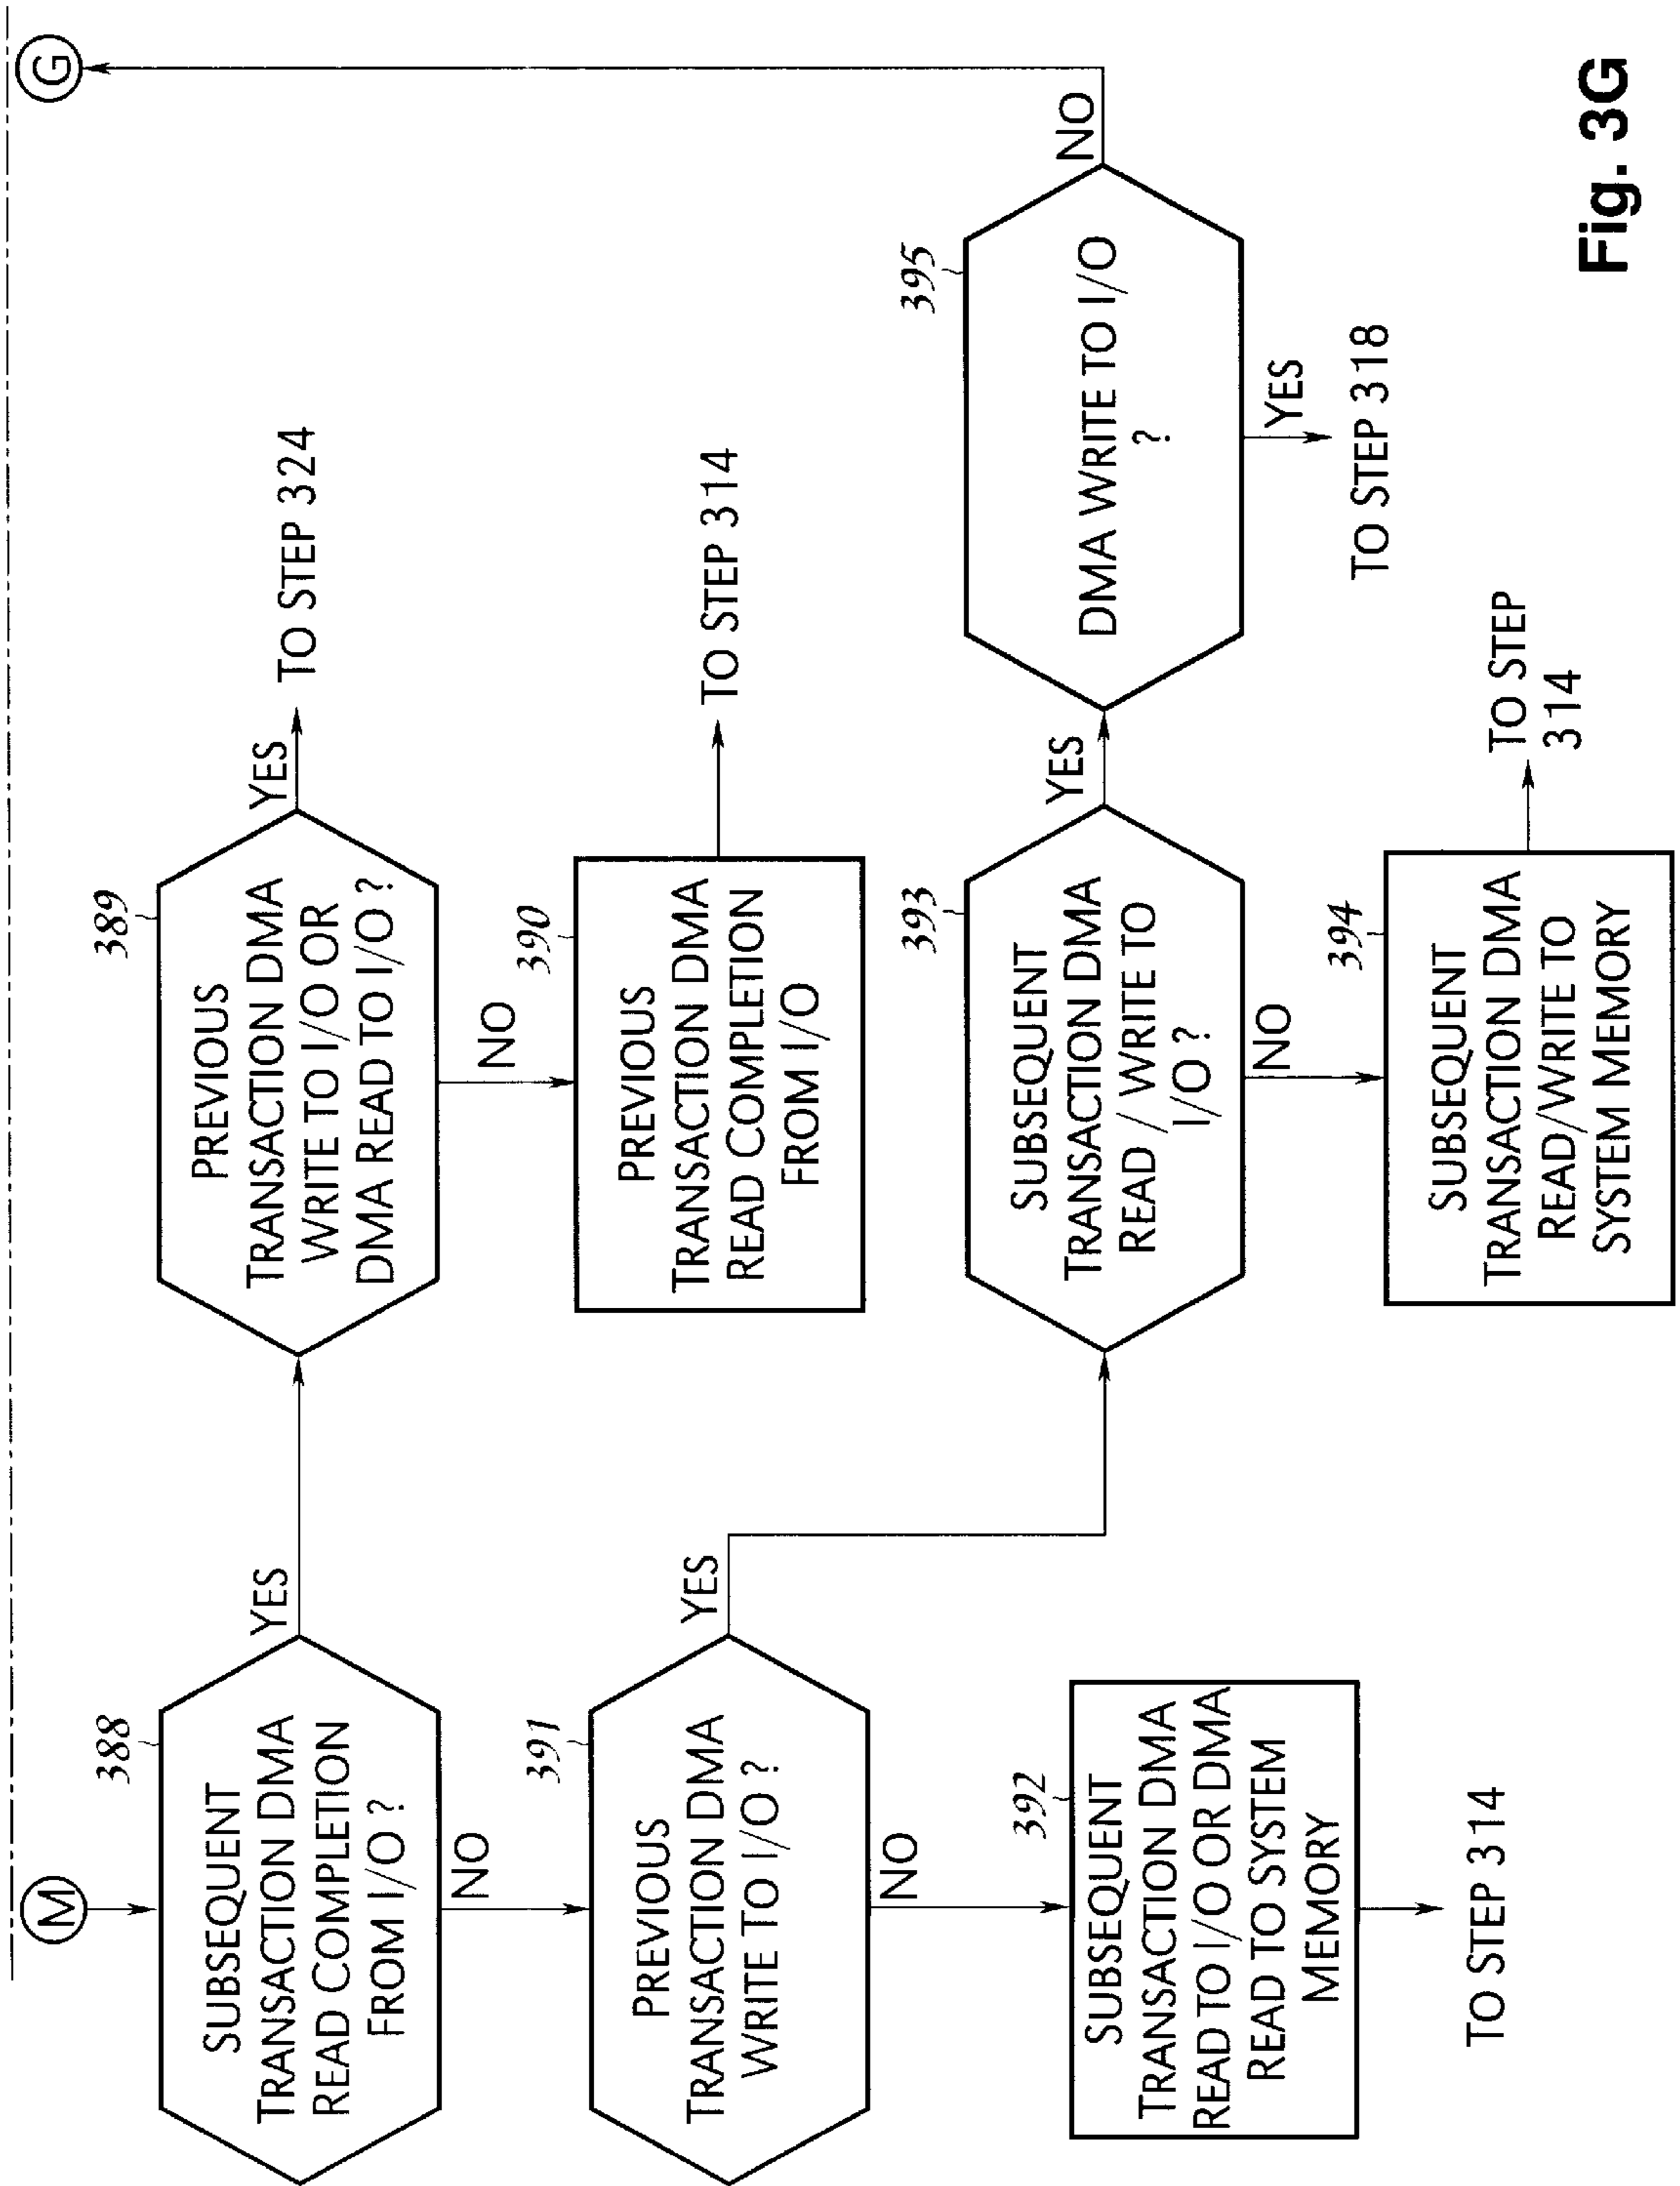 M
G
388
SUBSEQUENT
TRANSACTION DMA
READ COMPLETION
FROM I/O ?
YES
NO
389
PREVIOUS
TRANSACTION DMA
WRITE TO I/O OR
DMA READ TO I/O ?
YES
TO STEP 324
NO
390
PREVIOUS
TRANSACTION DMA
READ COMPLETION
FROM I/O
TO STEP 314
391
PREVIOUS
TRANSACTION DMA
WRITE TO I/O ?
YES
NO
392
SUBSEQUENT
TRANSACTION DMA
READ TO I/O OR DMA
READ TO SYSTEM
MEMORY
TO STEP 314
393
SUBSEQUENT
TRANSACTION DMA
READ / WRITE TO
I/O ?
YES
NO
394
SUBSEQUENT
TRANSACTION DMA
READ/WRITE TO
SYSTEM MEMORY
TO STEP
314
395
DMA WRITE TO I/O
?
NO
YES
TO STEP 318
Fig. 3G